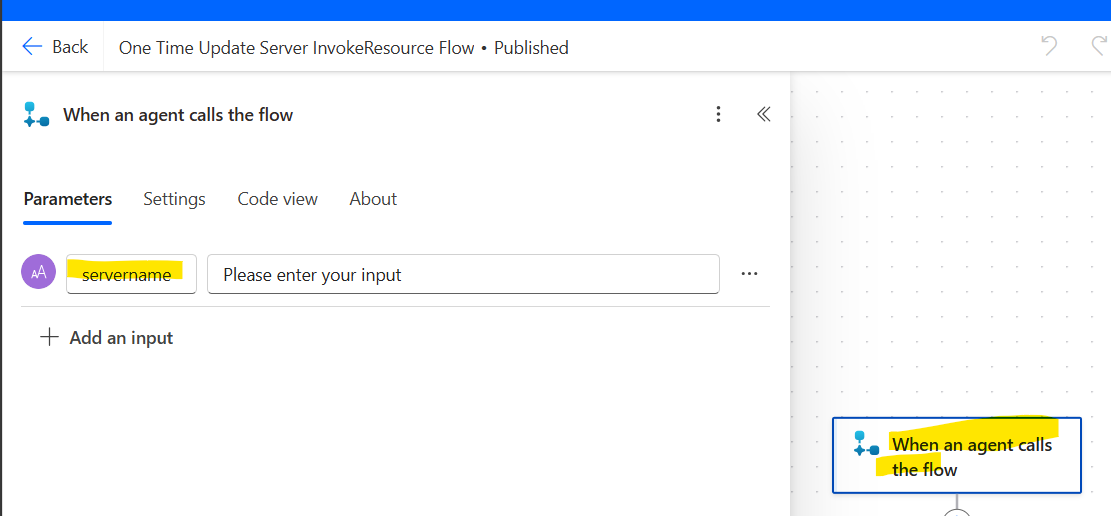 Back
One Time Update Server InvokeResource Flow • Published
When an agent calls the flow
Parameters Settings Code view About
AA servername Please enter your input
Add an input
When an agent calls
the flow